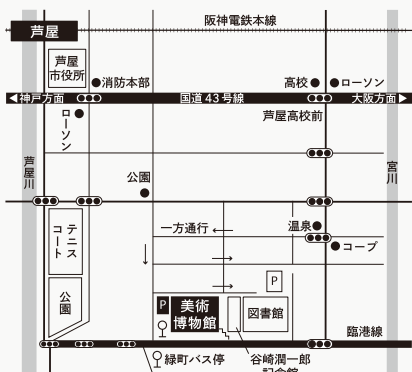 阪神電鉄本線
芦屋
芦屋
市役所
消防本部
高校
ローソン
神戸方面
国道43号線
大阪方面
ローソン
芦屋高校前
芦屋川
宮川
公園
テニス
コート
一方通行
温泉
コープ
P
公園
P
美術
博物館
図書館
臨港線
緑町バス停
谷崎潤一郎
記念館